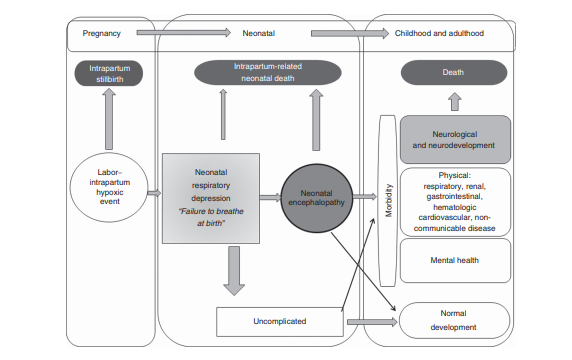 Pregnancy
Neonatal
Childhood and adulthood
Intrapartum
stillbirth
Intrapartum-related
neonatal death
Death
Labor–
intrapartum
hypoxic
event
Neonatal
respiratory
depression
"Failure to breathe
at birth"
Neonatal
encephalopathy
Morbidity
Neurological
and neurodevelopment
Physical:
respiratory, renal,
gastrointestinal,
hematologic
cardiovascular, non-
communicable disease
Mental health
Uncomplicated
Normal
development